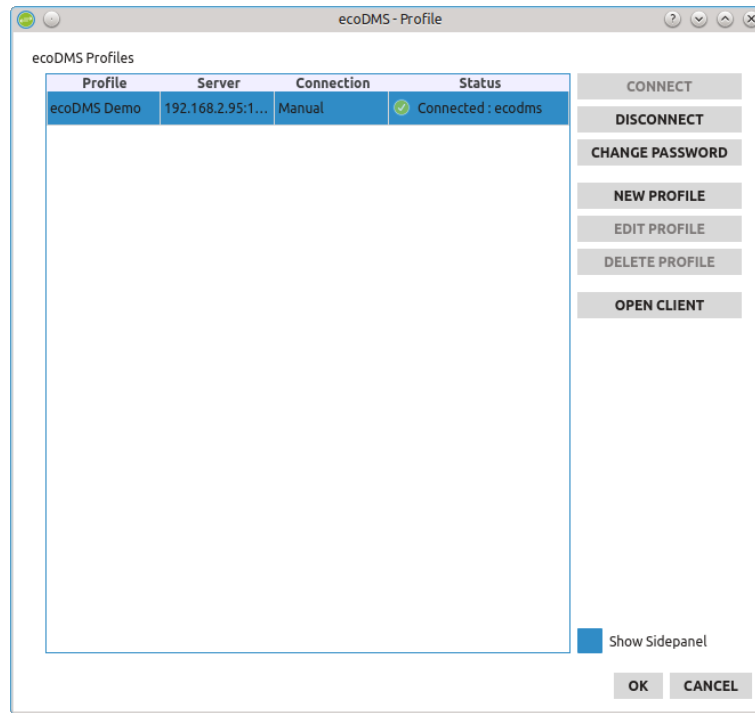 ecoDMS - Profile
ecoDMS Profiles
Profile Server Connection Status
ecoDMS Demo 192.168.2.95:1... Manual Connected : ecodms
CONNECT
DISCONNECT
CHANGE PASSWORD
NEW PROFILE
EDIT PROFILE
DELETE PROFILE
OPEN CLIENT
Show Sidepanel
OK CANCEL